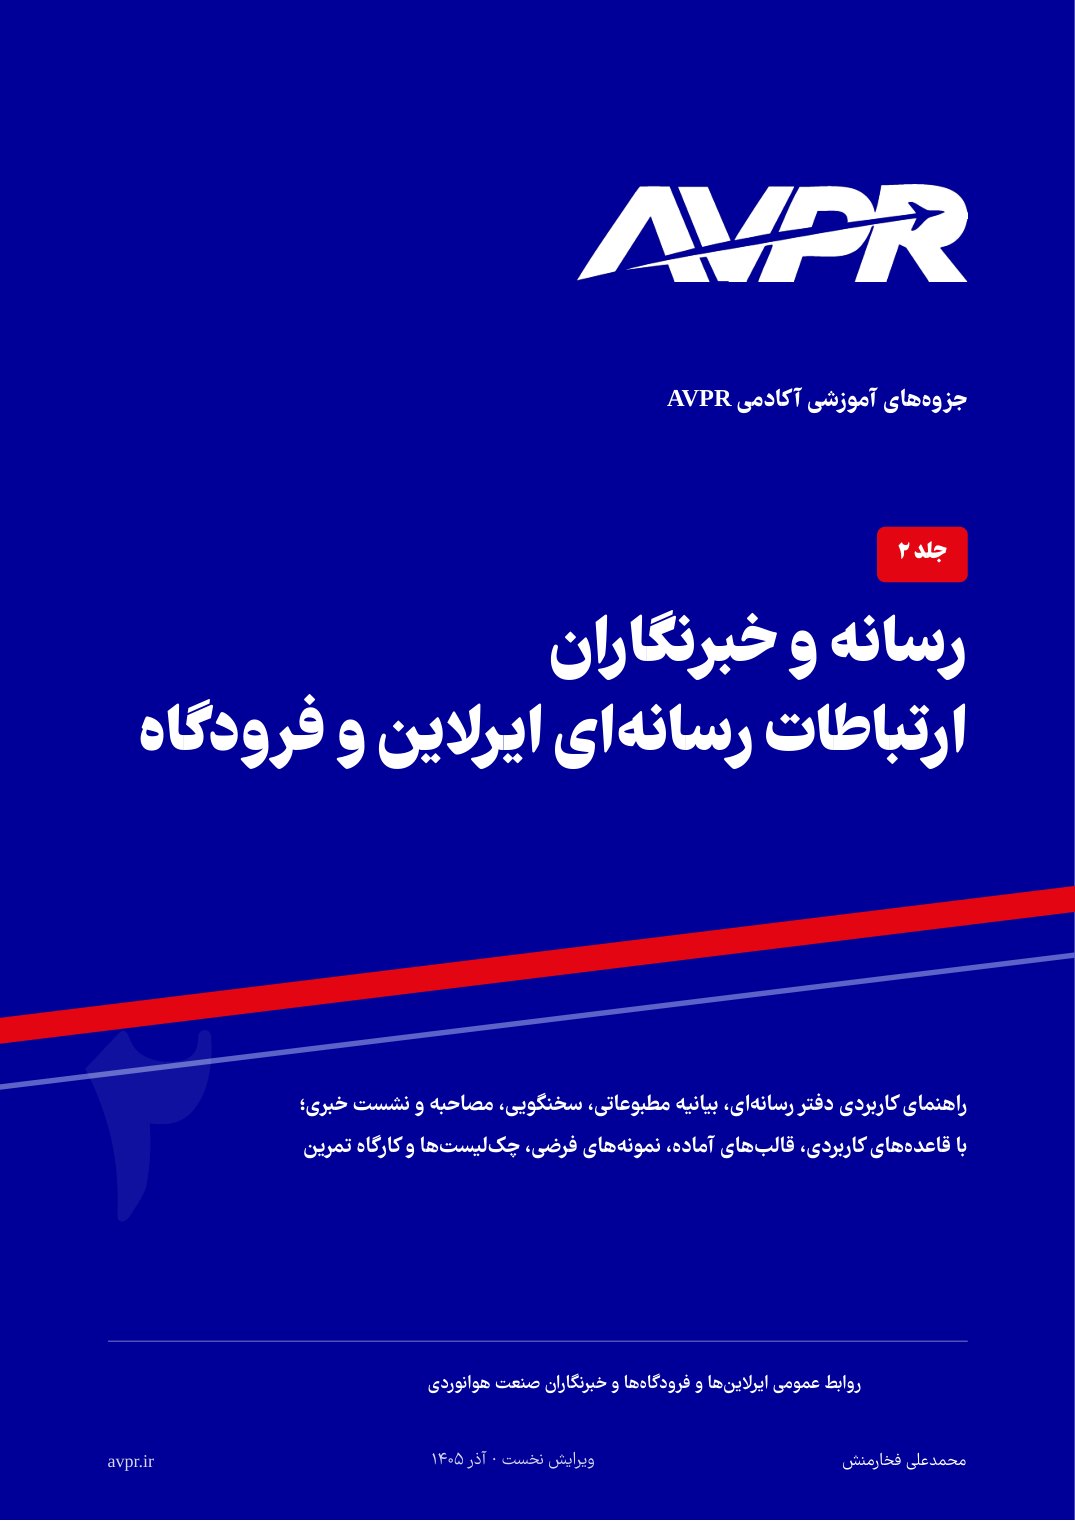 AVPR
جزوه‌های آموزشی آکادمی AVPR
جلد ۲
رسانه و خبرنگاران
ارتباطات رسانه‌ای ایرلاین و فرودگاه
۲
راهنمای کاربردی دفتر رسانه‌ای، بیانیه مطبوعاتی، سخنگویی، مصاحبه و نشست خبری؛
با قاعده‌های کاربردی، قالب‌های آماده، نمونه‌های فرضی، چک‌لیست‌ها و کارگاه تمرین
روابط عمومی ایرلاین‌ها و فرودگاه‌ها و خبرنگاران صنعت هوانوردی
محمدعلی فخارمنش
ویرایش نخست · آذر ۱۴۰۵
avpr.ir